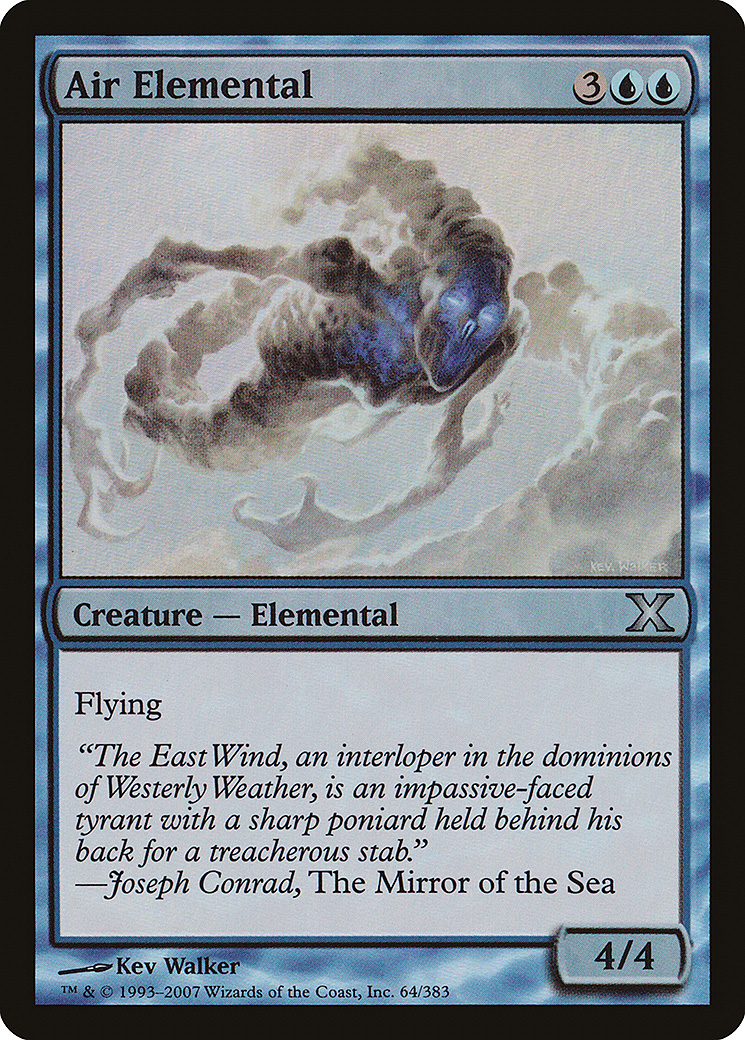 Air Elemental 3
KEV WALKER
Creature — Elemental X
Flying
“The East Wind, an interloper in the dominions
of Westerly Weather, is an impassive-faced
tyrant with a sharp poniard held behind his
back for a treacherous stab.”
—Joseph Conrad, The Mirror of the Sea
4/4
Kev Walker
™ & © 1993–2007 Wizards of the Coast, Inc. 64/383